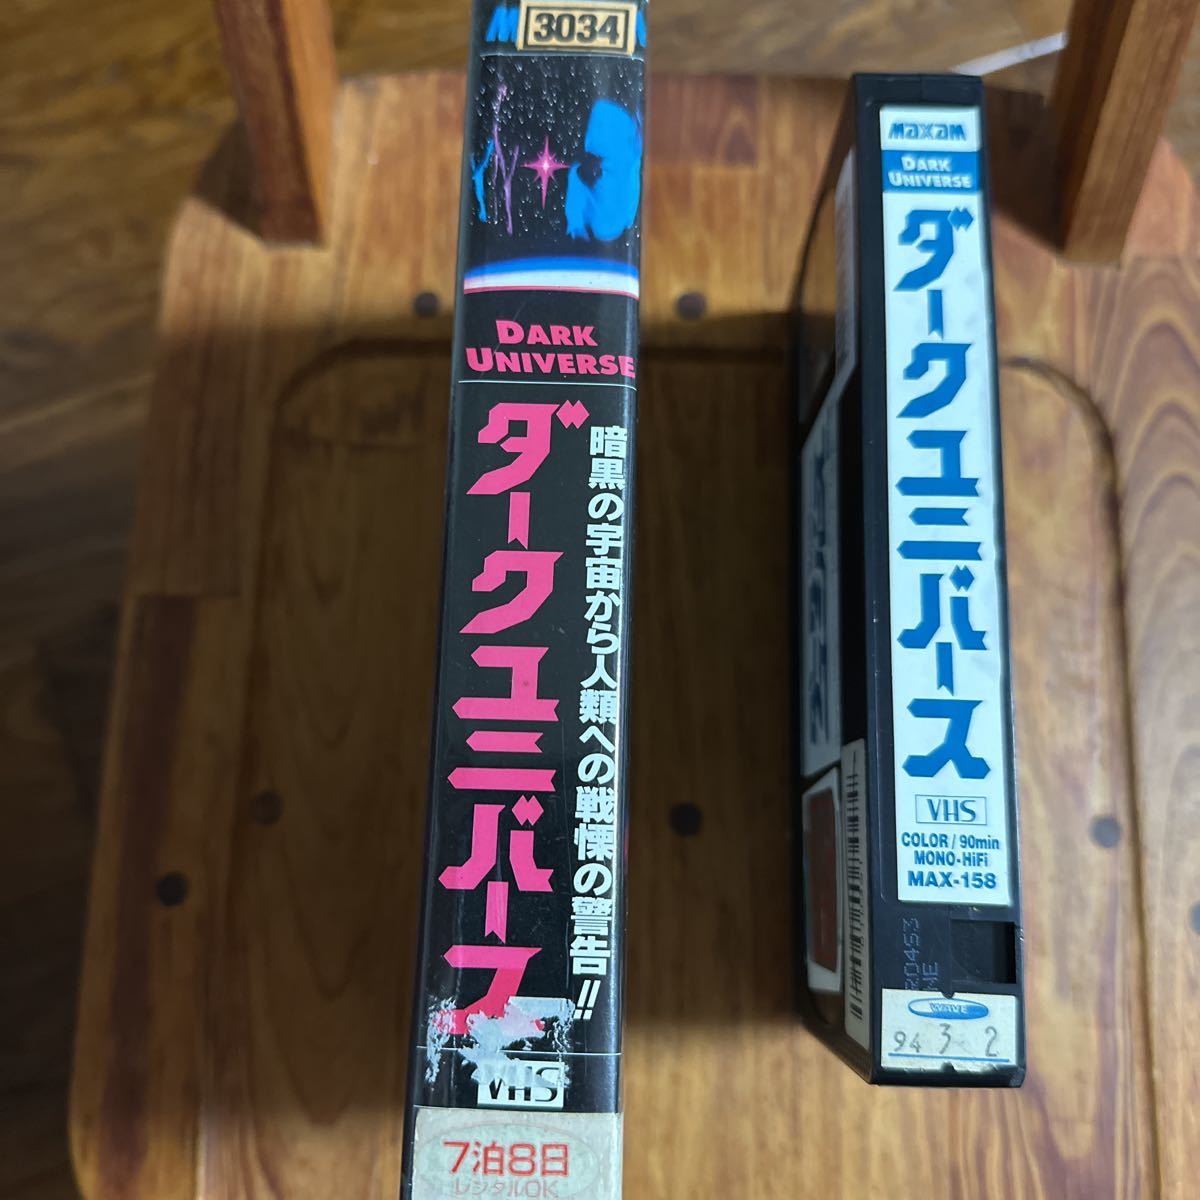 3034
DARK
UNIVERSE
ダークユニバース
暗黒の宇宙から人類への戦慄の警告!!
VHS
7泊8日
レンタルOK
MAXAM
DARK
UNIVERSE
ダークユニバース
VHS
COLOR/90min
MONO-HiFi
MAX-158
WAVE
94 3-2